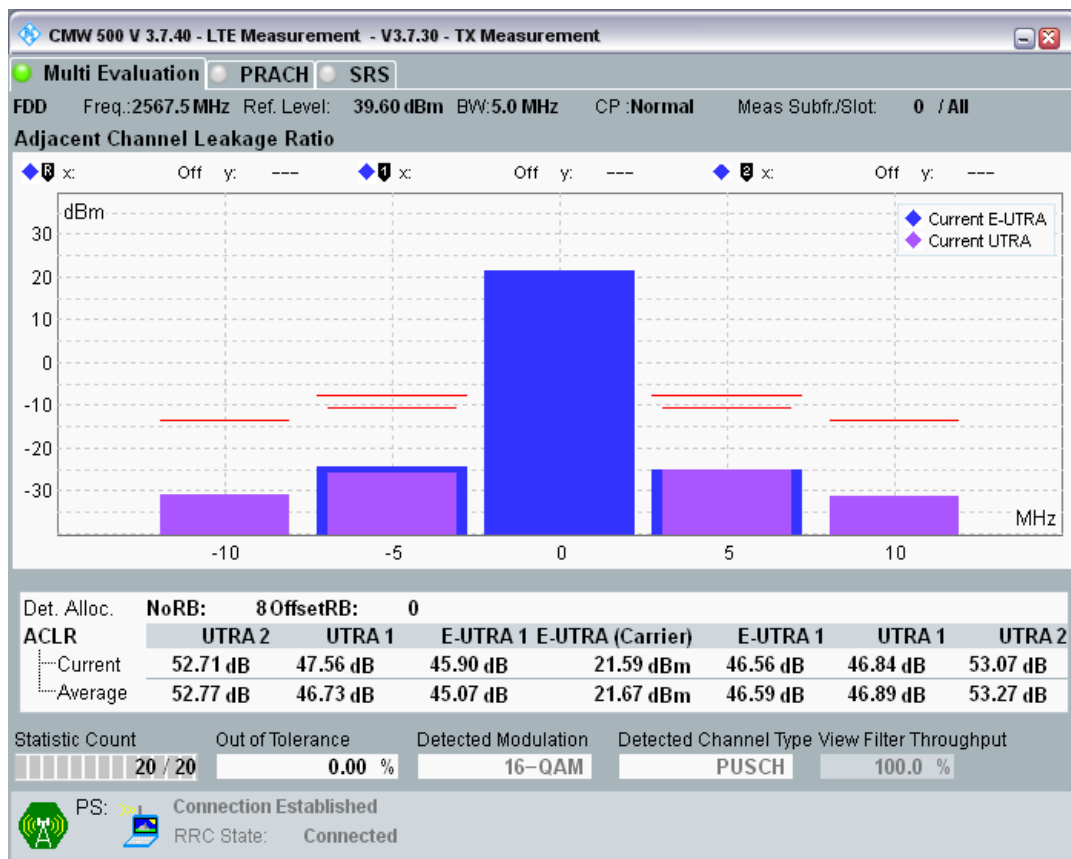 CMW 500 V 3.7.40 - LTE Measurement - V3.7.30 - TX Measurement
Multi Evaluation PRACH SRS
FDD Freq.:2567.5 MHz Ref. Level: 39.60 dBm BW:5.0 MHz CP :Normal Meas Subfr./Slot: 0 / All
Adjacent Channel Leakage Ratio
R x: Off y: --- 1 x: Off y: --- 2 x: Off y: ---
dBm
Current E-UTRA
Current UTRA
30
20
10
0
-10
-20
-30
MHz
-10 -5 0 5 10
Det. Alloc. NoRB: 8 OffsetRB: 0
ACLR UTRA 2 UTRA 1 E-UTRA 1 E-UTRA (Carrier) E-UTRA 1 UTRA 1 UTRA 2
Current 52.71 dB 47.56 dB 45.90 dB 21.59 dBm 46.56 dB 46.84 dB 53.07 dB
Average 52.77 dB 46.73 dB 45.07 dB 21.67 dBm 46.59 dB 46.89 dB 53.27 dB
Statistic Count Out of Tolerance Detected Modulation Detected Channel Type View Filter Throughput
20 / 20 0.00 % 16-QAM PUSCH 100.0 %
PS: Connection Established
RRC State: Connected